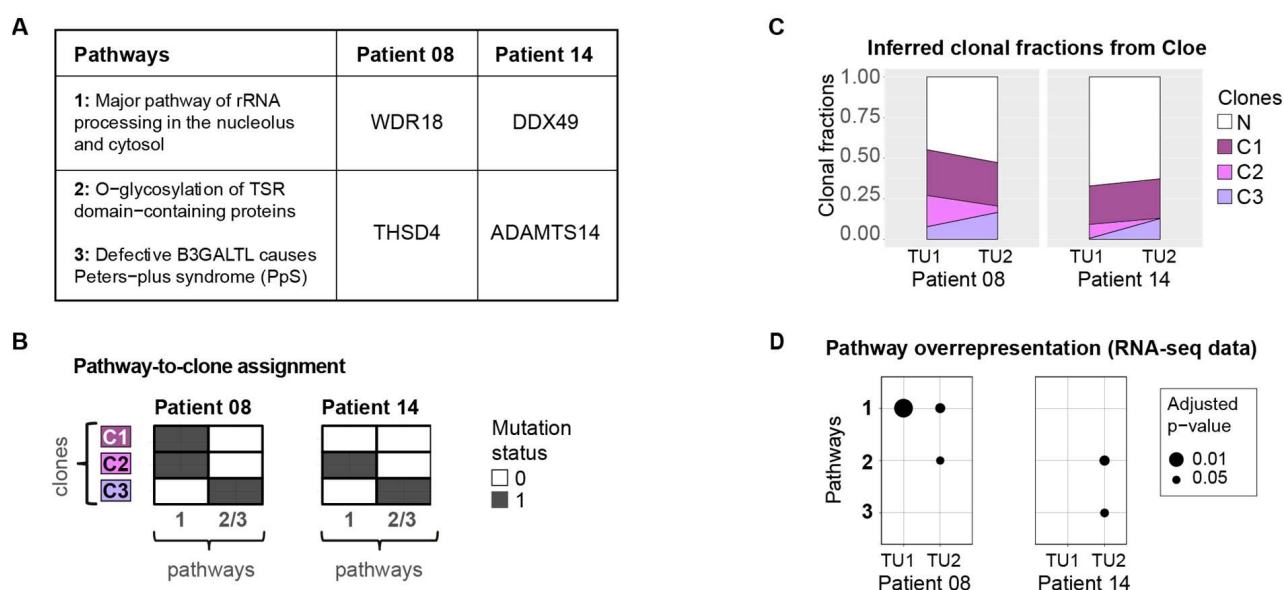 A
Pathways
Patient 08
Patient 14
1: Major pathway of rRNA
processing in the nucleolus
and cytosol
WDR18
DDX49
2: O−glycosylation of TSR
domain−containing proteins
3: Defective B3GALTL causes
Peters−plus syndrome (PpS)
THSD4
ADAMTS14
B
Pathway-to-clone assignment
Patient 08
Patient 14
clones
C1
C2
C3
1
2/3
1
2/3
pathways
pathways
Mutation
status
0
1
C
Inferred clonal fractions from Cloe
Clonal fractions
1.00
0.75
0.50
0.25
0.00
TU1
TU2
TU1
TU2
Patient 08
Patient 14
Clones
N
C1
C2
C3
D
Pathway overrepresentation (RNA-seq data)
Pathways
1
2
3
TU1
TU2
TU1
TU2
Patient 08
Patient 14
Adjusted
p−value
0.01
0.05